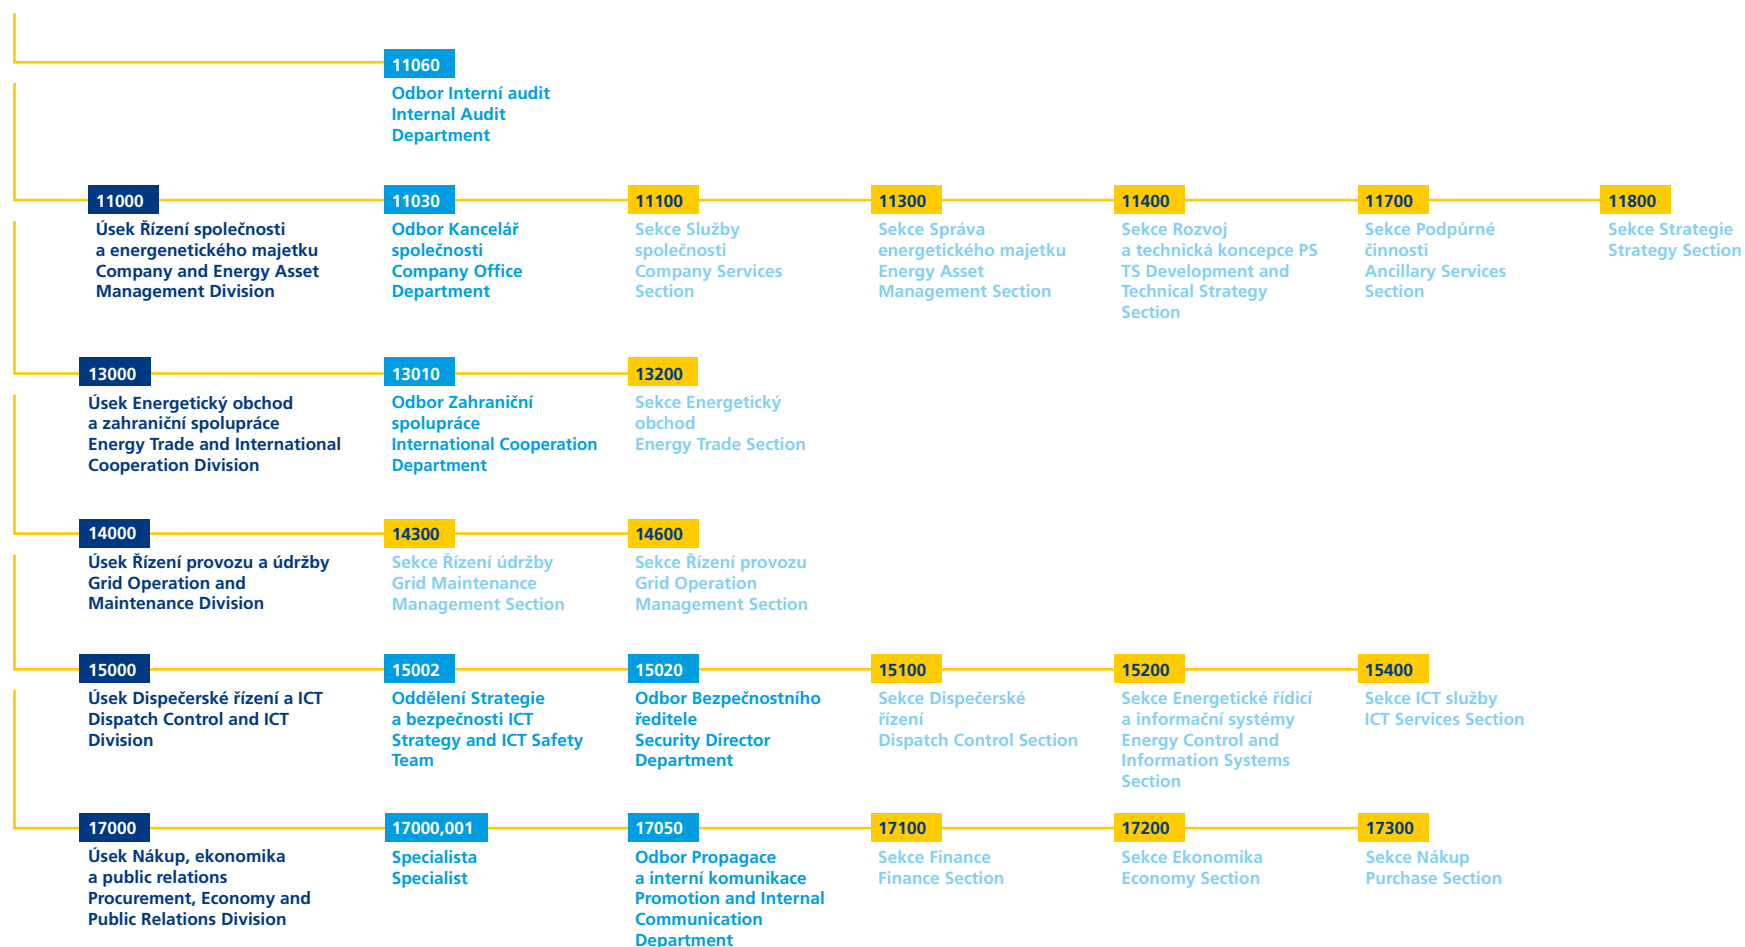 11060
Odbor Interní audit
Internal Audit
Department
11000
Úsek Řízení společnosti
a energenetického majetku
Company and Energy Asset
Management Division
11030
Odbor Kancelář
společnosti
Company Office
Department
11100
Sekce Služby
společnosti
Company Services
Section
11300
Sekce Správa
energetického majetku
Energy Asset
Management Section
11400
Sekce Rozvoj
a technická koncepce PS
TS Development and
Technical Strategy
Section
11700
Sekce Podpůrné
činnosti
Ancillary Services
Section
11800
Sekce Strategie
Strategy Section
13000
Úsek Energetický obchod
a zahraniční spolupráce
Energy Trade and International
Cooperation Division
13010
Odbor Zahraniční
spolupráce
International Cooperation
Department
13200
Sekce Energetický
obchod
Energy Trade Section
14000
Úsek Řízení provozu a údržby
Grid Operation and
Maintenance Division
14300
Sekce Řízení údržby
Grid Maintenance
Management Section
14600
Sekce Řízení provozu
Grid Operation
Management Section
15000
Úsek Dispečerské řízení a ICT
Dispatch Control and ICT
Division
15002
Oddělení Strategie
a bezpečnosti ICT
Strategy and ICT Safety
Team
15020
Odbor Bezpečnostního
ředitele
Security Director
Department
15100
Sekce Dispečerské
řízení
Dispatch Control Section
15200
Sekce Energetické řídicí
a informační systémy
Energy Control and
Information Systems
Section
15400
Sekce ICT služby
ICT Services Section
17000
Úsek Nákup, ekonomika
a public relations
Procurement, Economy and
Public Relations Division
17000,001
Specialista
Specialist
17050
Odbor Propagace
a interní komunikace
Promotion and Internal
Communication
Department
17100
Sekce Finance
Finance Section
17200
Sekce Ekonomika
Economy Section
17300
Sekce Nákup
Purchase Section